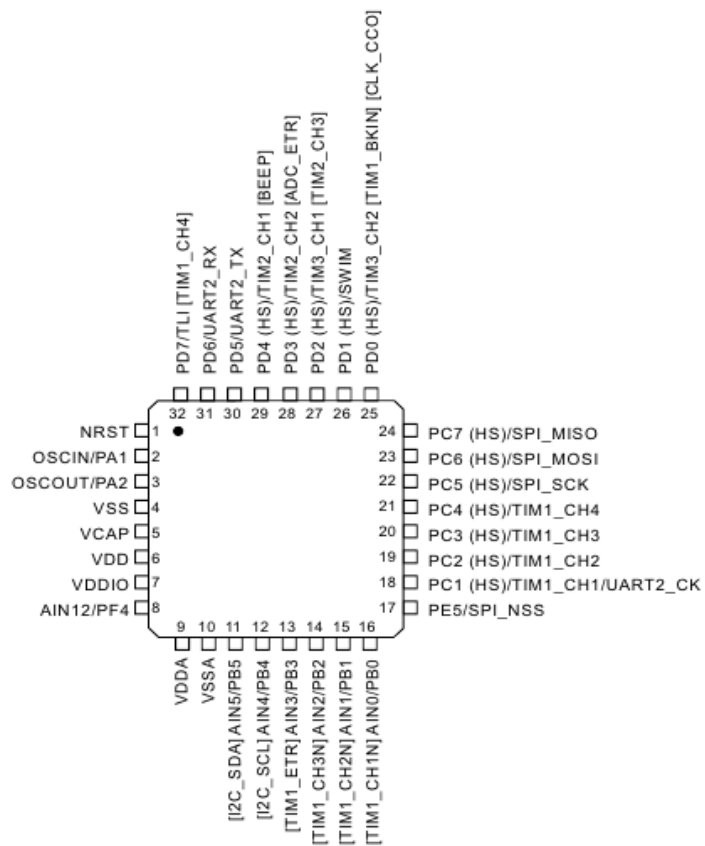 PD7/TLI [TIM1_CH4]
PD6/UART2_RX
PD5/UART2_TX
PD4 (HS)/TIM2_CH1 [BEEP]
PD3 (HS)/TIM2_CH2 [ADC_ETR]
PD2 (HS)/TIM3_CH1 [TIM2_CH3]
PD1 (HS)/SWIM
PD0 (HS)/TIM3_CH2 [TIM1_BKIN] [CLK_CCO]
32 31 30 29 28 27 26 25
NRST 1
OSCIN/PA1 2
OSCOUT/PA2 3
VSS 4
VCAP 5
VDD 6
VDDIO 7
AIN12/PF4 8
24 PC7 (HS)/SPI_MISO
23 PC6 (HS)/SPI_MOSI
22 PC5 (HS)/SPI_SCK
21 PC4 (HS)/TIM1_CH4
20 PC3 (HS)/TIM1_CH3
19 PC2 (HS)/TIM1_CH2
18 PC1 (HS)/TIM1_CH1/UART2_CK
17 PE5/SPI_NSS
9 10 11 12 13 14 15 16
VDDA
VSSA
[I2C_SDA] AIN5/PB5
[I2C_SCL] AIN4/PB4
[TIM1_ETR] AIN3/PB3
[TIM1_CH3N] AIN2/PB2
[TIM1_CH2N] AIN1/PB1
[TIM1_CH1N] AIN0/PB0